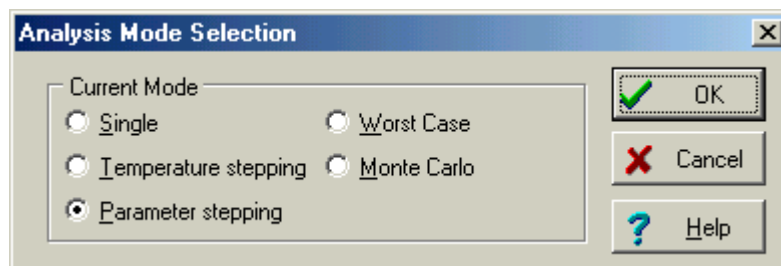 Analysis Mode Selection
Current Mode
Single
Temperature stepping
Parameter stepping
Worst Case
Monte Carlo
OK
Cancel
Help